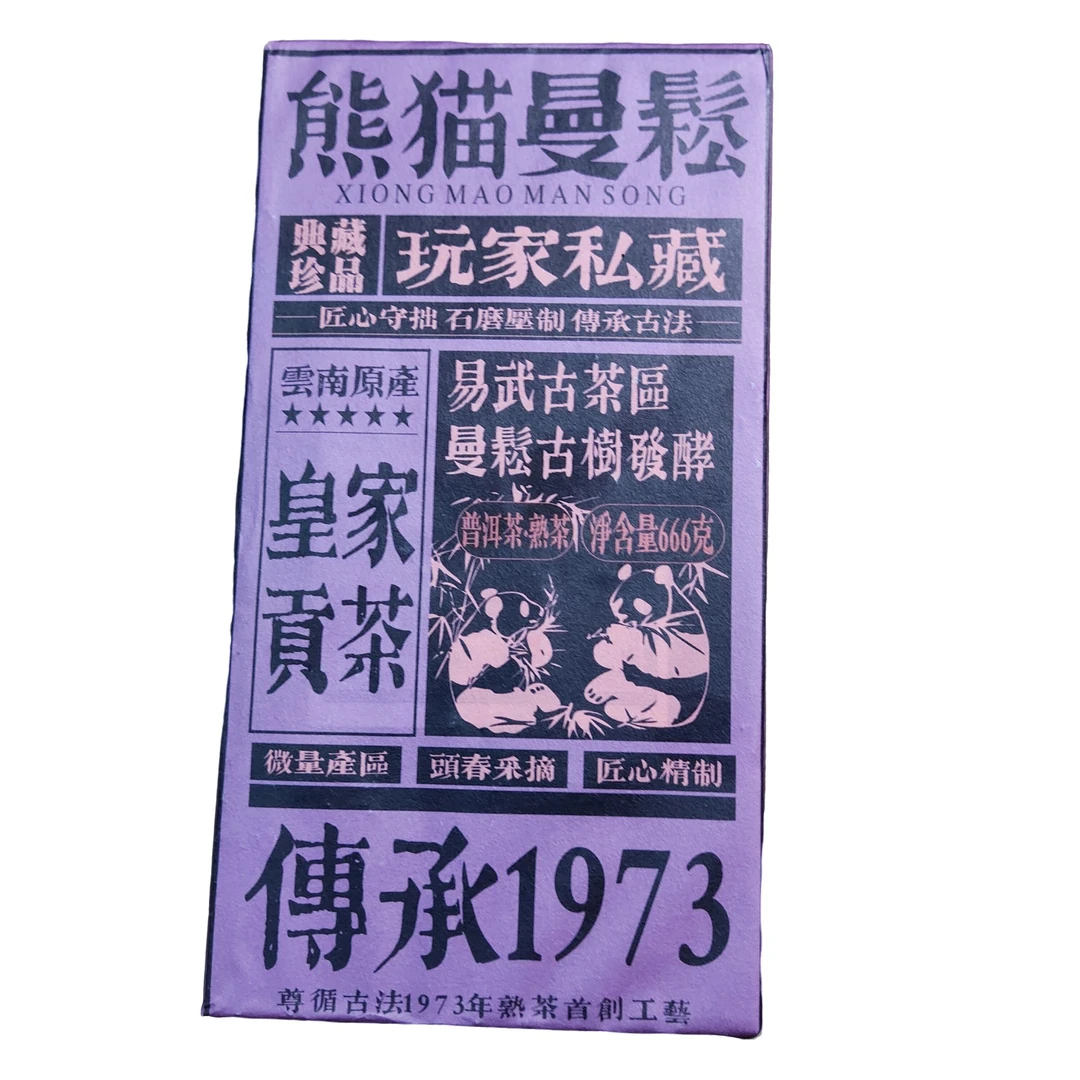 熊猫曼鬆
XIONG MAO MAN SONG
典藏
珍品
玩家私藏
匠心守拙 石磨壓制 傳承古法
雲南原產
★★★★★
皇家
貢茶
易武古茶區
曼鬆古樹發酵
普洱茶·熟茶
淨含量666克
微量產區
頭春采摘
匠心精制
傳承1973
尊循古法1973年熟茶首創工藝